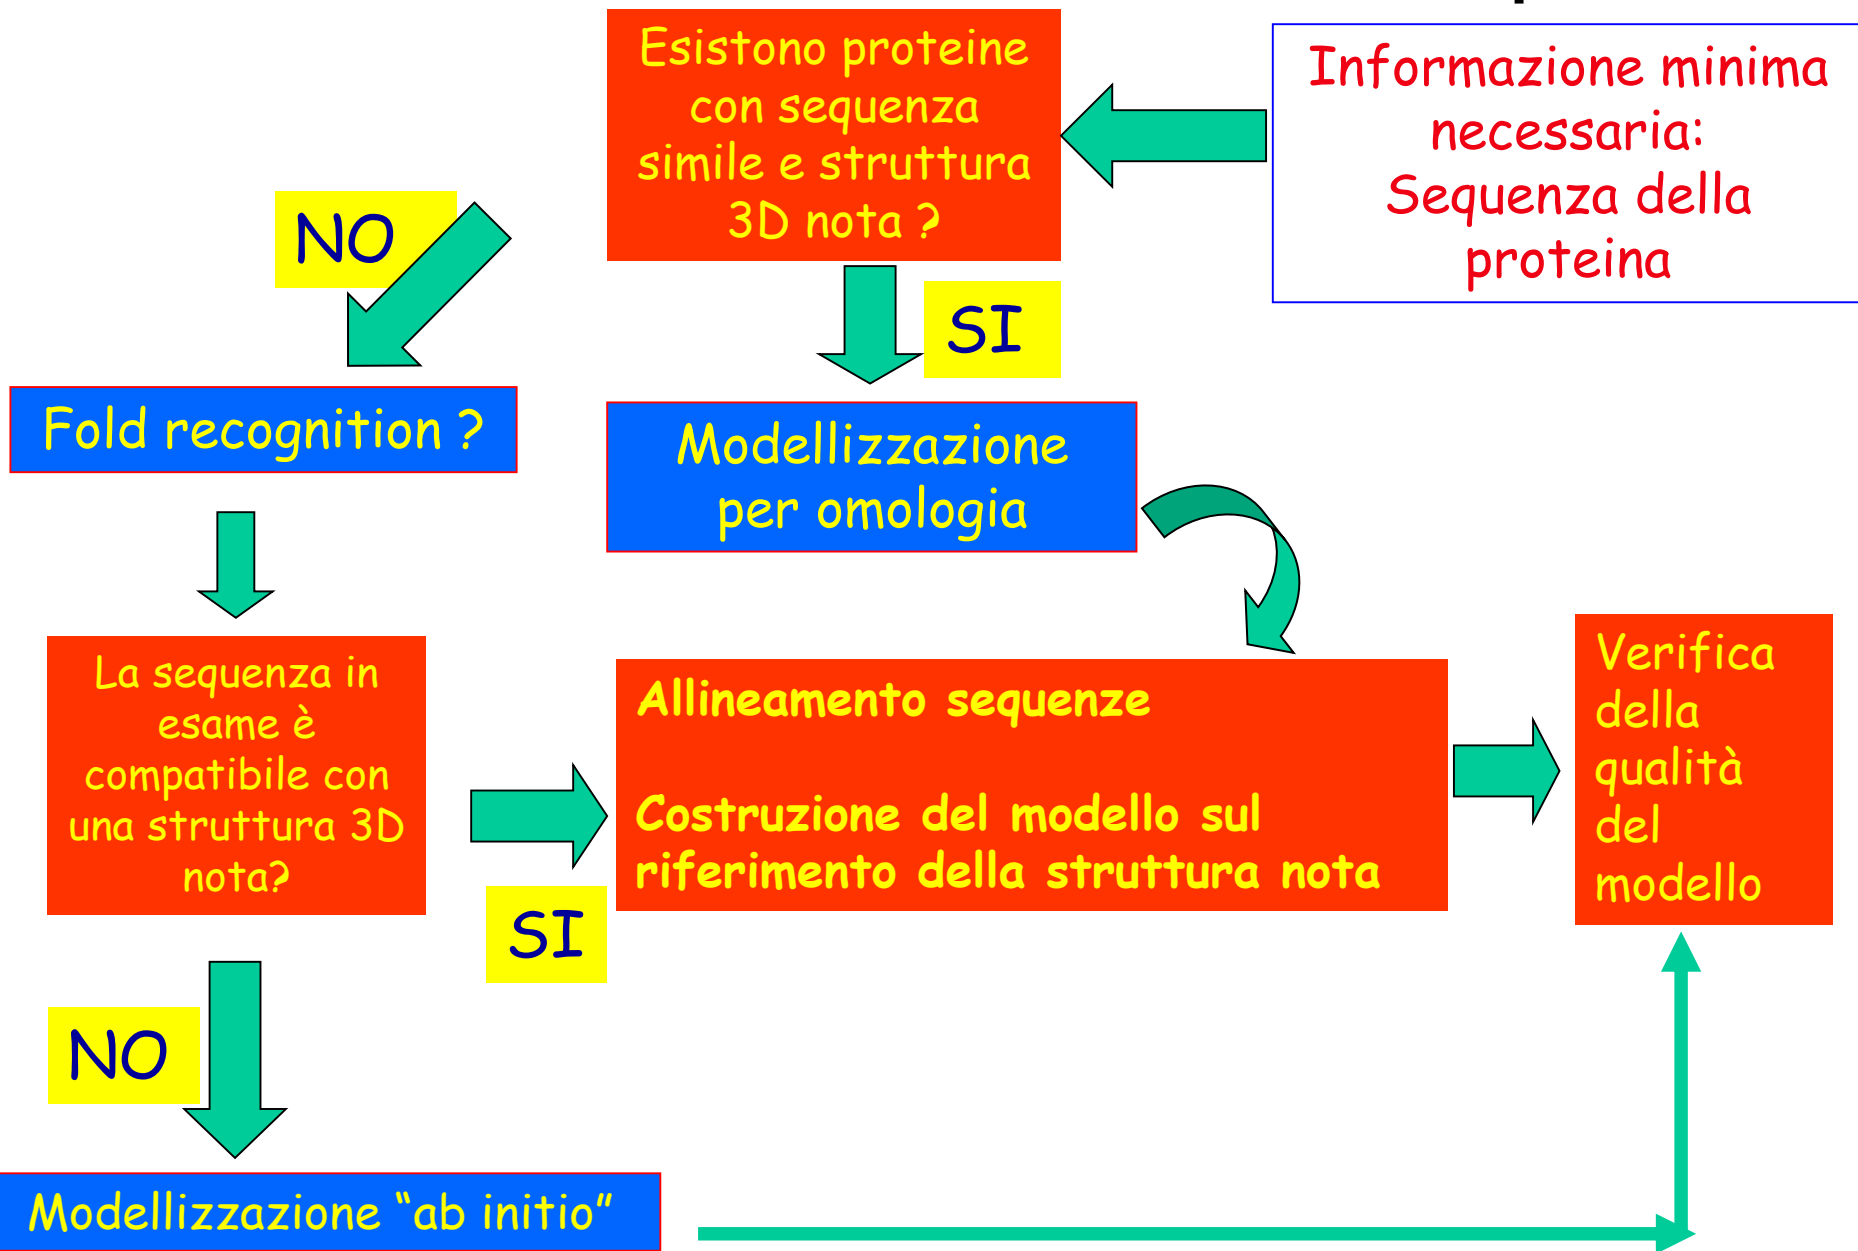 Esistono proteine
con sequenza
simile e struttura
3D nota ?
Informazione minima
necessaria:
Sequenza della
proteina
NO
SI
Fold recognition ?
Modellizzazione
per omologia
La sequenza in
esame è
compatibile con
una struttura 3D
nota?
SI
Allineamento sequenze
Costruzione del modello sul
riferimento della struttura nota
Verifica
della
qualità
del
modello
NO
Modellizzazione “ab initio”